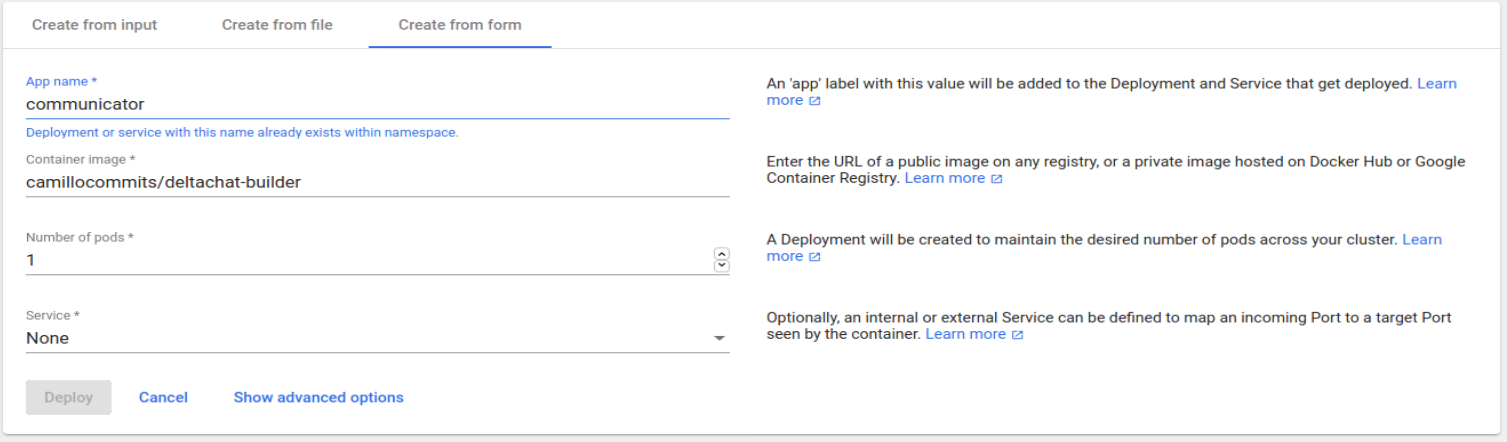 Create from input
Create from file
Create from form
App name *
communicator
Deployment or service with this name already exists within namespace.
An 'app' label with this value will be added to the Deployment and Service that get deployed. Learn
more
Container image *
camillocommits/deltachat-builder
Enter the URL of a public image on any registry, or a private image hosted on Docker Hub or Google
Container Registry. Learn more
Number of pods *
1
A Deployment will be created to maintain the desired number of pods across your cluster. Learn
more
Service *
None
Optionally, an internal or external Service can be defined to map an incoming Port to a target Port
seen by the container. Learn more
Deploy
Cancel
Show advanced options